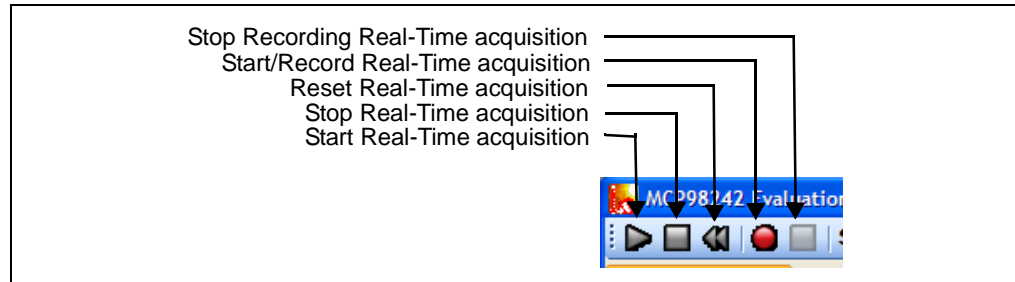 Stop Recording Real-Time acquisition
Start/Record Real-Time acquisition
Reset Real-Time acquisition
Stop Real-Time acquisition
Start Real-Time acquisition
MCP98242 Evaluation